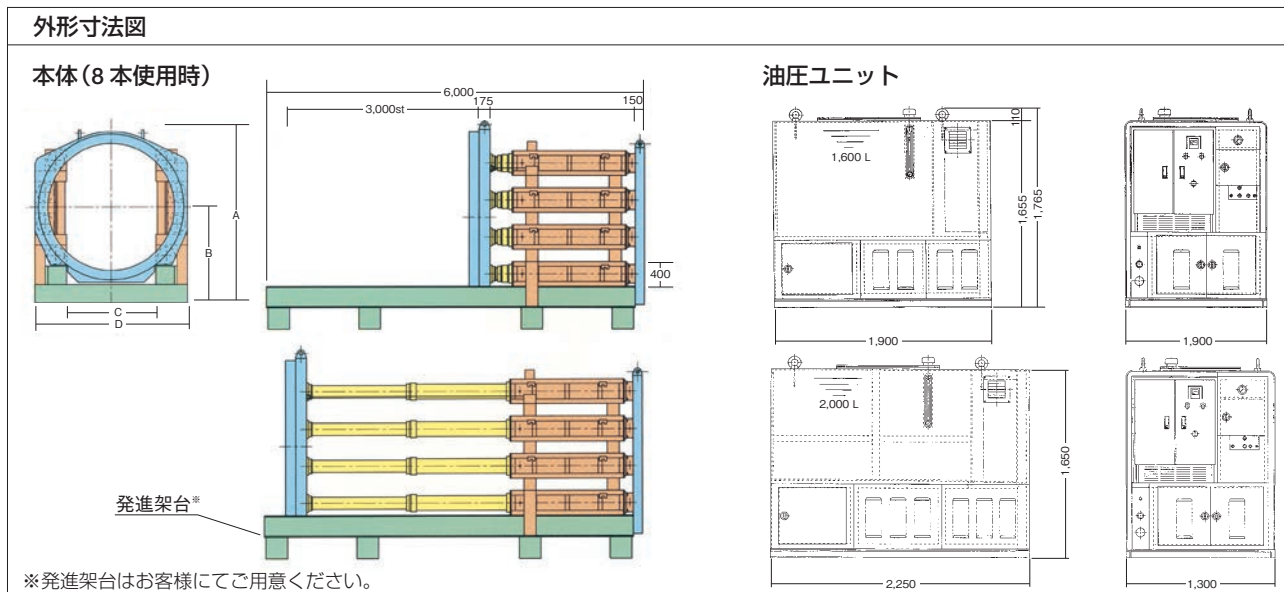 外形寸法図
本体(8本使用時)
6,000
3,000st
175
150
A
B
C
D
400
発進架台※
※発進架台はお客様にてご用意ください。
油圧ユニット
1,600 L
110
1,655
1,765
1,900
1,900
2,000 L
1,650
2,250
1,300